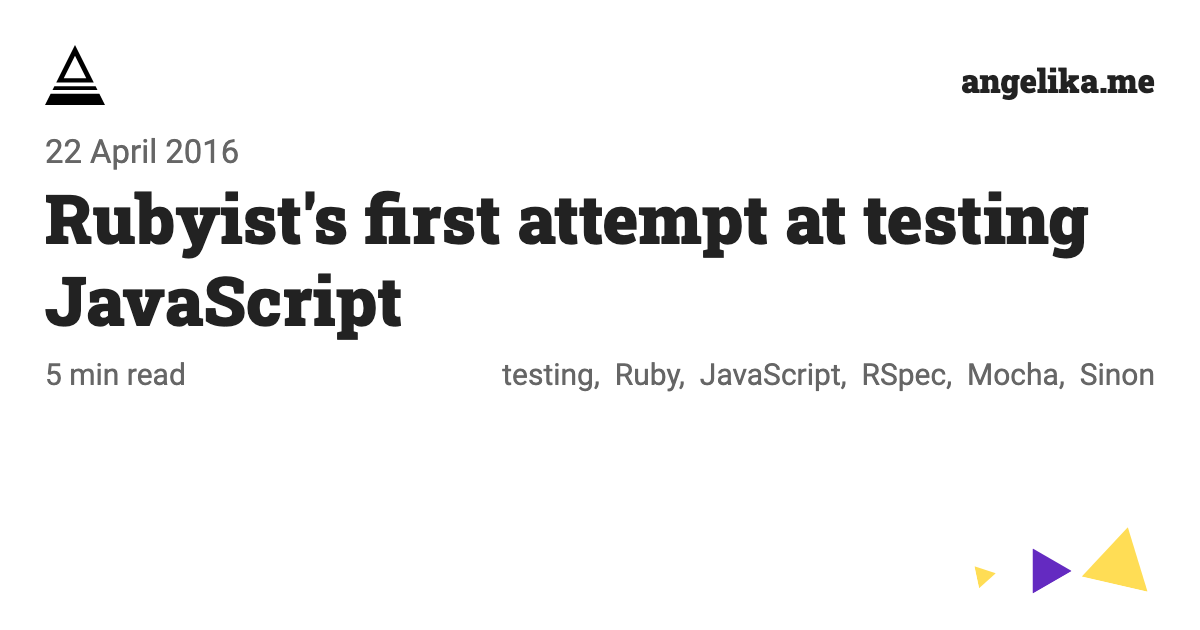 angelika.me
22 April 2016
Rubyist's first attempt at testing
JavaScript
5 min read
testing, Ruby, JavaScript, RSpec, Mocha, Sinon